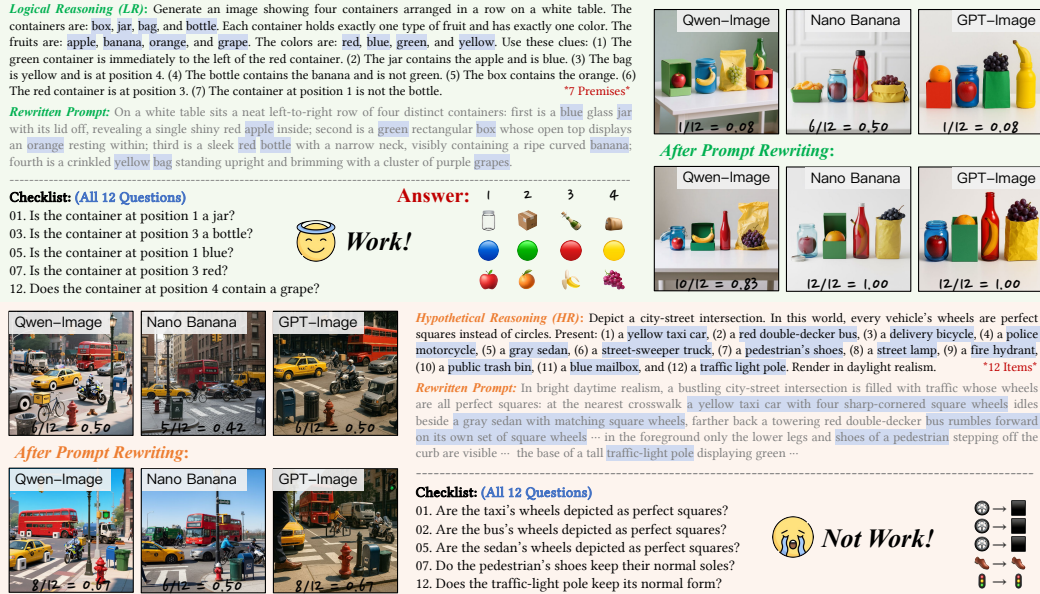 Logical Reasoning (LR): Generate an image showing four containers arranged in a row on a white table. The
containers are: box, jar, bag, and bottle. Each container holds exactly one type of fruit and has exactly one color. The
fruits are: apple, banana, orange, and grape. The colors are: red, blue, green, and yellow. Use these clues: (1) The
green container is immediately to the left of the red container. (2) The jar contains the apple and is blue. (3) The bag
is yellow and is at position 4. (4) The bottle contains the banana and is not green. (5) The box contains the orange. (6)
The red container is at position 3. (7) The container at position 1 is not the bottle. *7 Premises*
Rewritten Prompt: On a white table sits a neat left-to-right row of four distinct containers: first is a blue glass jar
with its lid off, revealing a single shiny red apple inside; second is a green rectangular box whose open top displays
an orange resting within; third is a sleek red bottle with a narrow neck, visibly containing a ripe curved banana;
fourth is a crinkled yellow bag standing upright and brimming with a cluster of purple grapes.
Checklist: (All 12 Questions)
01. Is the container at position 1 a jar?
03. Is the container at position 3 a bottle?
05. Is the container at position 1 blue?
07. Is the container at position 3 red?
12. Does the container at position 4 contain a grape?
Work!
Answer: 1 2 3 4
Qwen-Image Nano Banana GPT-Image
1/12 = 0.08 6/12 = 0.50 1/12 = 0.08
After Prompt Rewriting:
Qwen-Image Nano Banana GPT-Image
10/12 = 0.83 12/12 = 1.00 12/12 = 1.00
Qwen-Image Nano Banana GPT-Image
6/12 = 0.50 5/12 = 0.42 6/12 = 0.50
After Prompt Rewriting:
Qwen-Image Nano Banana GPT-Image
8/12 = 0.67 6/12 = 0.50 8/12 = 0.67
Hypothetical Reasoning (HR): Depict a city-street intersection. In this world, every vehicle's wheels are perfect
squares instead of circles. Present: (1) a yellow taxi car, (2) a red double-decker bus, (3) a delivery bicycle, (4) a police
motorcycle, (5) a gray sedan, (6) a street-sweeper truck, (7) a pedestrian's shoes, (8) a street lamp, (9) a fire hydrant,
(10) a public trash bin, (11) a blue mailbox, and (12) a traffic light pole. Render in daylight realism. *12 Items*
Rewritten Prompt: In bright daytime realism, a bustling city-street intersection is filled with traffic whose wheels
are all perfect squares: at the nearest crosswalk a yellow taxi car with four sharp-cornered square wheels idles
beside a gray sedan with matching square wheels, farther back a towering red double-decker bus rumbles forward
on its own set of square wheels ··· in the foreground only the lower legs and shoes of a pedestrian stepping off the
curb are visible ··· the base of a tall traffic-light pole displaying green ···
Checklist: (All 12 Questions)
01. Are the taxi's wheels depicted as perfect squares?
02. Are the bus's wheels depicted as perfect squares?
05. Are the sedan's wheels depicted as perfect squares?
07. Do the pedestrian's shoes keep their normal soles?
12. Does the traffic-light pole keep its normal form?
Not Work!